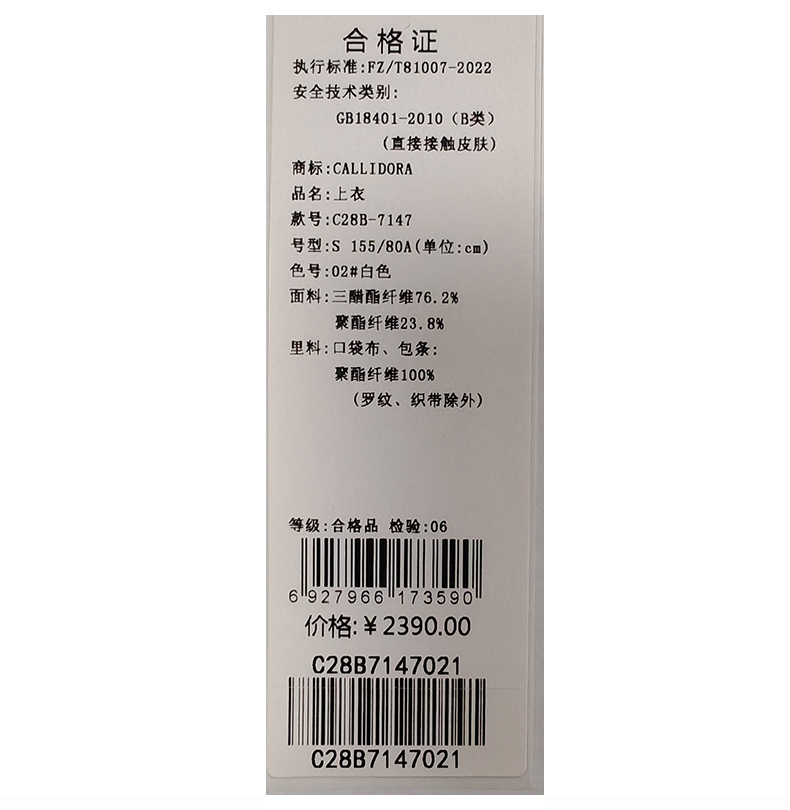 合格证
执行标准:FZ/T81007-2022
安全技术类别:
GB18401-2010（B类）
(直接接触皮肤)
商标:CALLIDORA
品名:上衣
款号:C28B-7147
号型:S 155/80A(单位:cm)
色号:02#白色
面料:三醋酯纤维76.2%
聚酯纤维23.8%
里料:口袋布、包条:
聚酯纤维100%
(罗纹、织带除外)
等级:合格品 检验:06
6 927966 173590
价格:¥2390.00
C28B7147021
C28B7147021